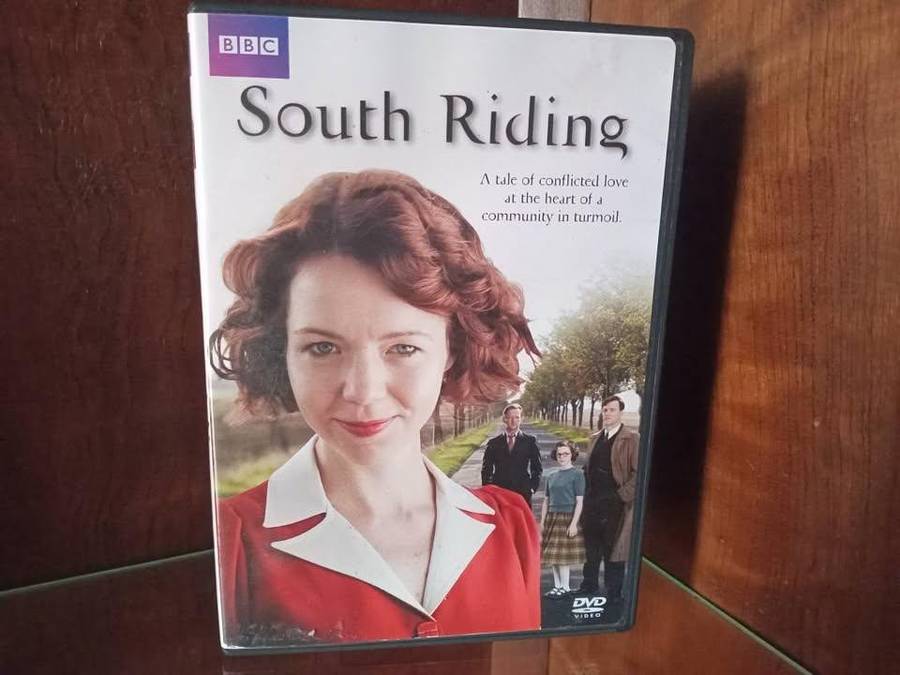 BBC
South Riding
A tale of conflicted love
at the heart of a
community in turmoil.
DVD
VIDEO